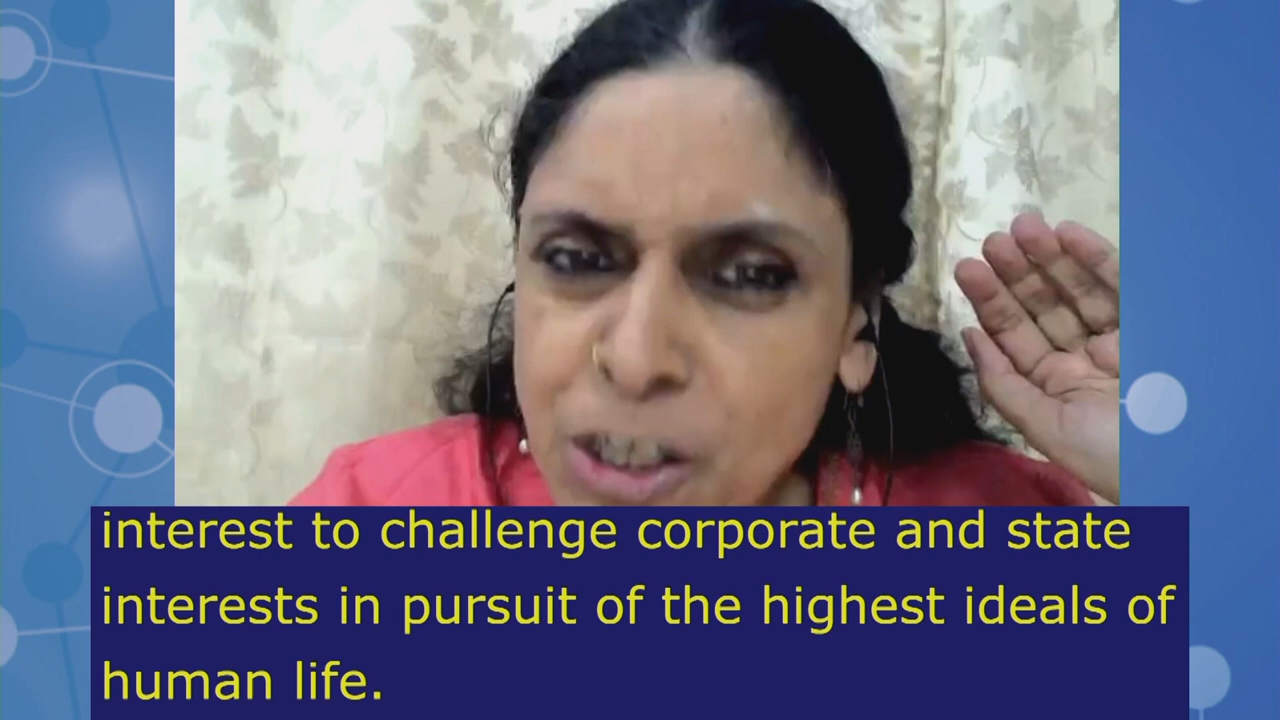 interest to challenge corporate and state
interests in pursuit of the highest ideals of
human life.